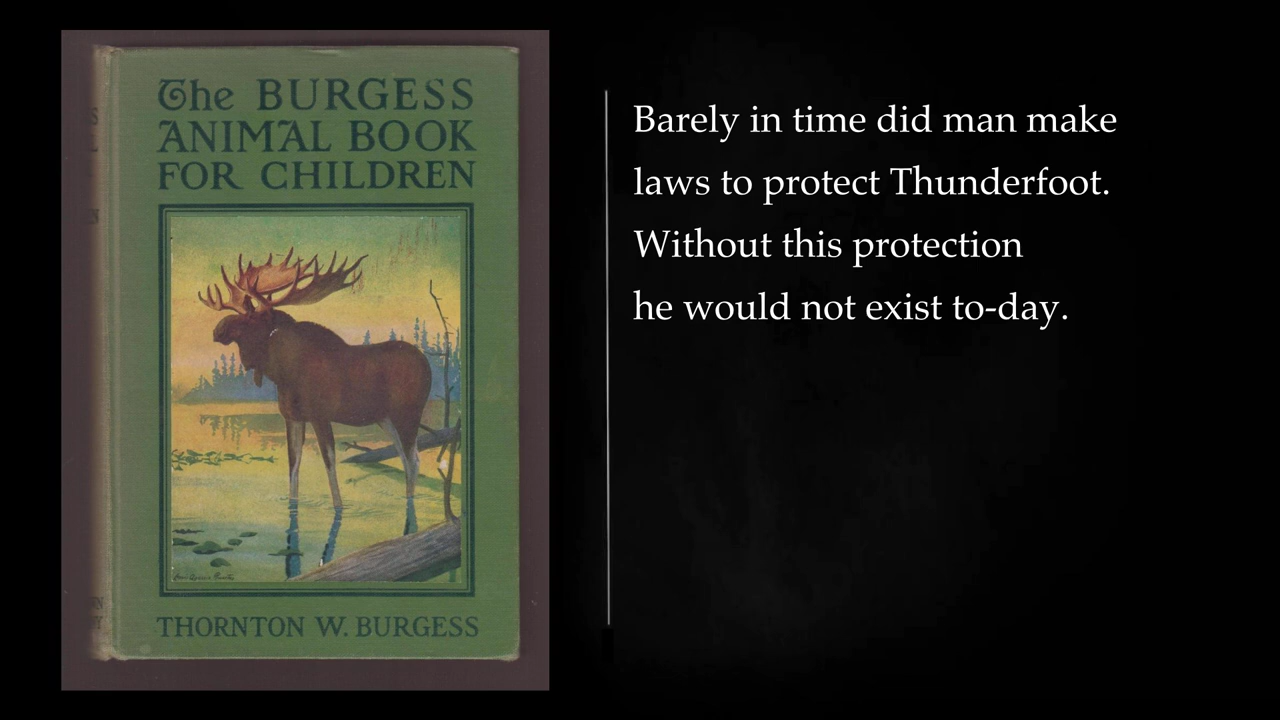 The BURGESS
ANIMAL BOOK
FOR CHILDREN
THORNTON W. BURGESS
Barely in time did man make
laws to protect Thunderfoot.
Without this protection
he would not exist to-day.